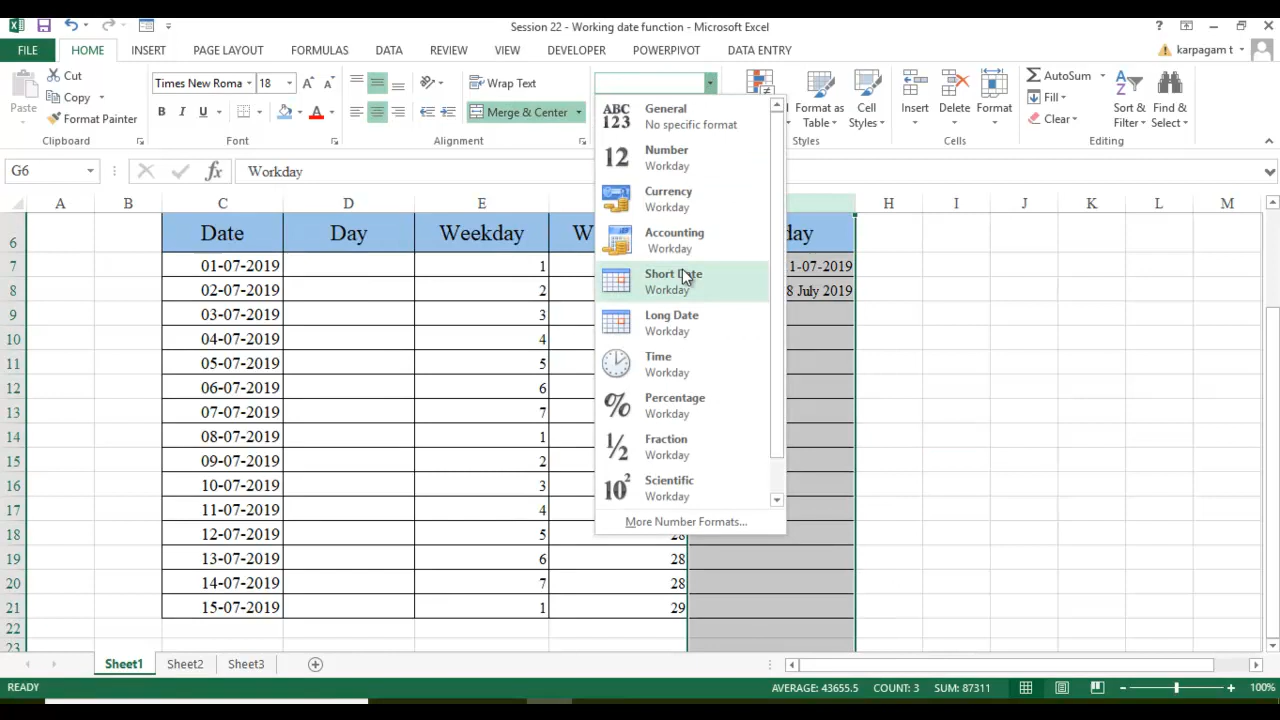 Session 22 - Working date function - Microsoft Excel
FILE HOME INSERT PAGE LAYOUT FORMULAS DATA REVIEW VIEW DEVELOPER POWERPIVOT DATA ENTRY karpagam t
Paste Cut
Copy
Format Painter
Clipboard
Times New Roma 18
B I U
Font
Wrap Text
Merge & Center
Alignment
Format as Table
Cell Styles
Styles
Insert Delete Format
Cells
AutoSum
Fill
Clear
Sort & Filter
Find & Select
Editing
G6 fx Workday
A B C D E H I J K L M
6 Date Day Weekday W day
7 01-07-2019 1 1-07-2019
8 02-07-2019 2 8 July 2019
9 03-07-2019 3
10 04-07-2019 4
11 05-07-2019 5
12 06-07-2019 6
13 07-07-2019 7
14 08-07-2019 1
15 09-07-2019 2
16 10-07-2019 3
17 11-07-2019 4
18 12-07-2019 5 28
19 13-07-2019 6 28
20 14-07-2019 7 28
21 15-07-2019 1 29
22
23
ABC 123 General
No specific format
12 Number
Workday
Currency
Workday
Accounting
Workday
Short Date
Workday
Long Date
Workday
Time
Workday
% Percentage
Workday
1/2 Fraction
Workday
10² Scientific
Workday
More Number Formats...
Sheet1 Sheet2 Sheet3
READY AVERAGE: 43655.5 COUNT: 3 SUM: 87311 100%